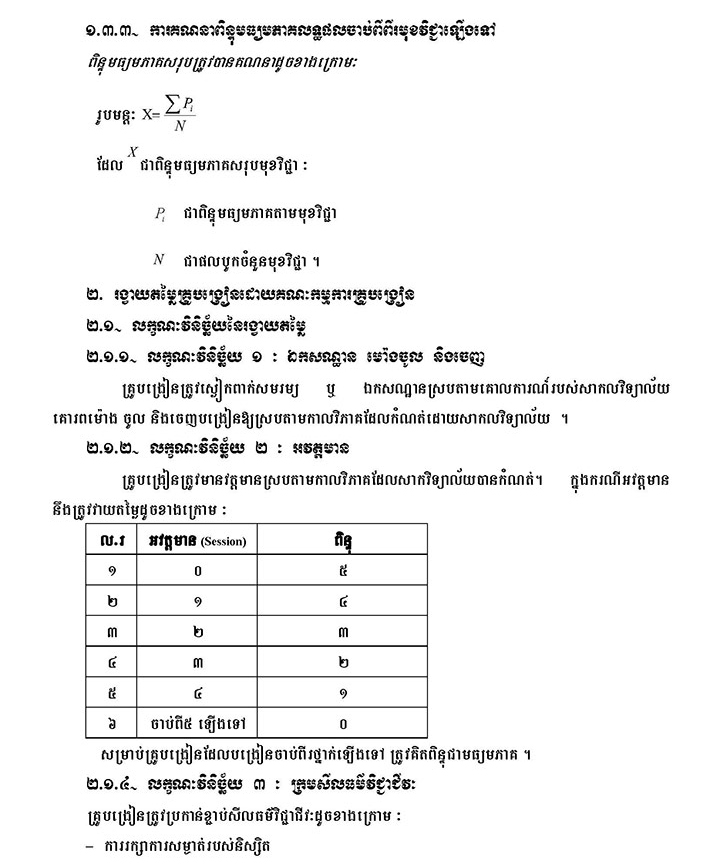 ១.៣.៣~ ការគណនាពិន្ទុមធ្យមភាគលទ្ធផលចាប់ពីពីរមុខវិជ្ជាឡើងទៅ
ពិន្ទុមធ្យមភាគសរុបត្រូវបានគណនាដូចខាងក្រោម:
រូបមន្ត: X= ∑ Pi / N
ដែល X ជាពិន្ទុមធ្យមភាគសរុបមុខវិជ្ជា :
Pi ជាពិន្ទុមធ្យមភាគតាមមុខវិជ្ជា
N ជាផលបូកចំនួនមុខវិជ្ជា ។
២. រង្វាយតម្លៃគ្រូបង្រៀនដោយគណ:កម្មការគ្រូបង្រៀន
២.១~ លក្ខណ:វិនិច្ឆ័យនៃរង្វាយតម្លៃ
២.១.១~ លក្ខណ:វិនិច្ឆ័យ ១ : ឯកសណ្ឋាន ម៉ោងចូល និងចេញ
គ្រូបង្រៀនត្រូវស្លៀកពាក់សមរម្យ ឬ ឯកសណ្ឋានស្របតាមគោលការណ៍របស់សាកលវិទ្យាល័យ
គោរពម៉ោង ចូល និងចេញបង្រៀនឱ្យស្របតាមកាលវិភាគដែលកំណត់ដោយសាកលវិទ្យាល័យ ។
២.១.២~ លក្ខណ:វិនិច្ឆ័យ ២ : អវត្តមាន
គ្រូបង្រៀនត្រូវមានវត្តមានស្របតាមកាលវិភាគដែលសាកវិទ្យាល័យបានកំណត់។ ក្នុងករណីអវត្តមាន
នឹងត្រូវវាយតម្លៃដូចខាងក្រោម :
ល.រ អវត្តមាន (Session) ពិន្ទុ
១ ០ ៥
២ ១ ៤
៣ ២ ៣
៤ ៣ ២
៥ ៤ ១
៦ ចាប់ពី៥ ឡើងទៅ ០
សម្រាប់គ្រូបង្រៀនដែលបង្រៀនចាប់ពីរថ្នាក់ឡើងទៅ ត្រូវគិតពិន្ទុជាមធ្យមភាគ ។
២.១.៤~ លក្ខណ:វិនិច្ឆ័យ ៣ : ក្រមសីលធម៌វិជ្ជាជីវ:
គ្រូបង្រៀនត្រូវប្រកាន់ខ្ជាប់សីលធម៌វិជ្ជាជីវ:ដូចខាងក្រោម :
– ការរក្សាការសម្ងាត់របស់និស្សិត